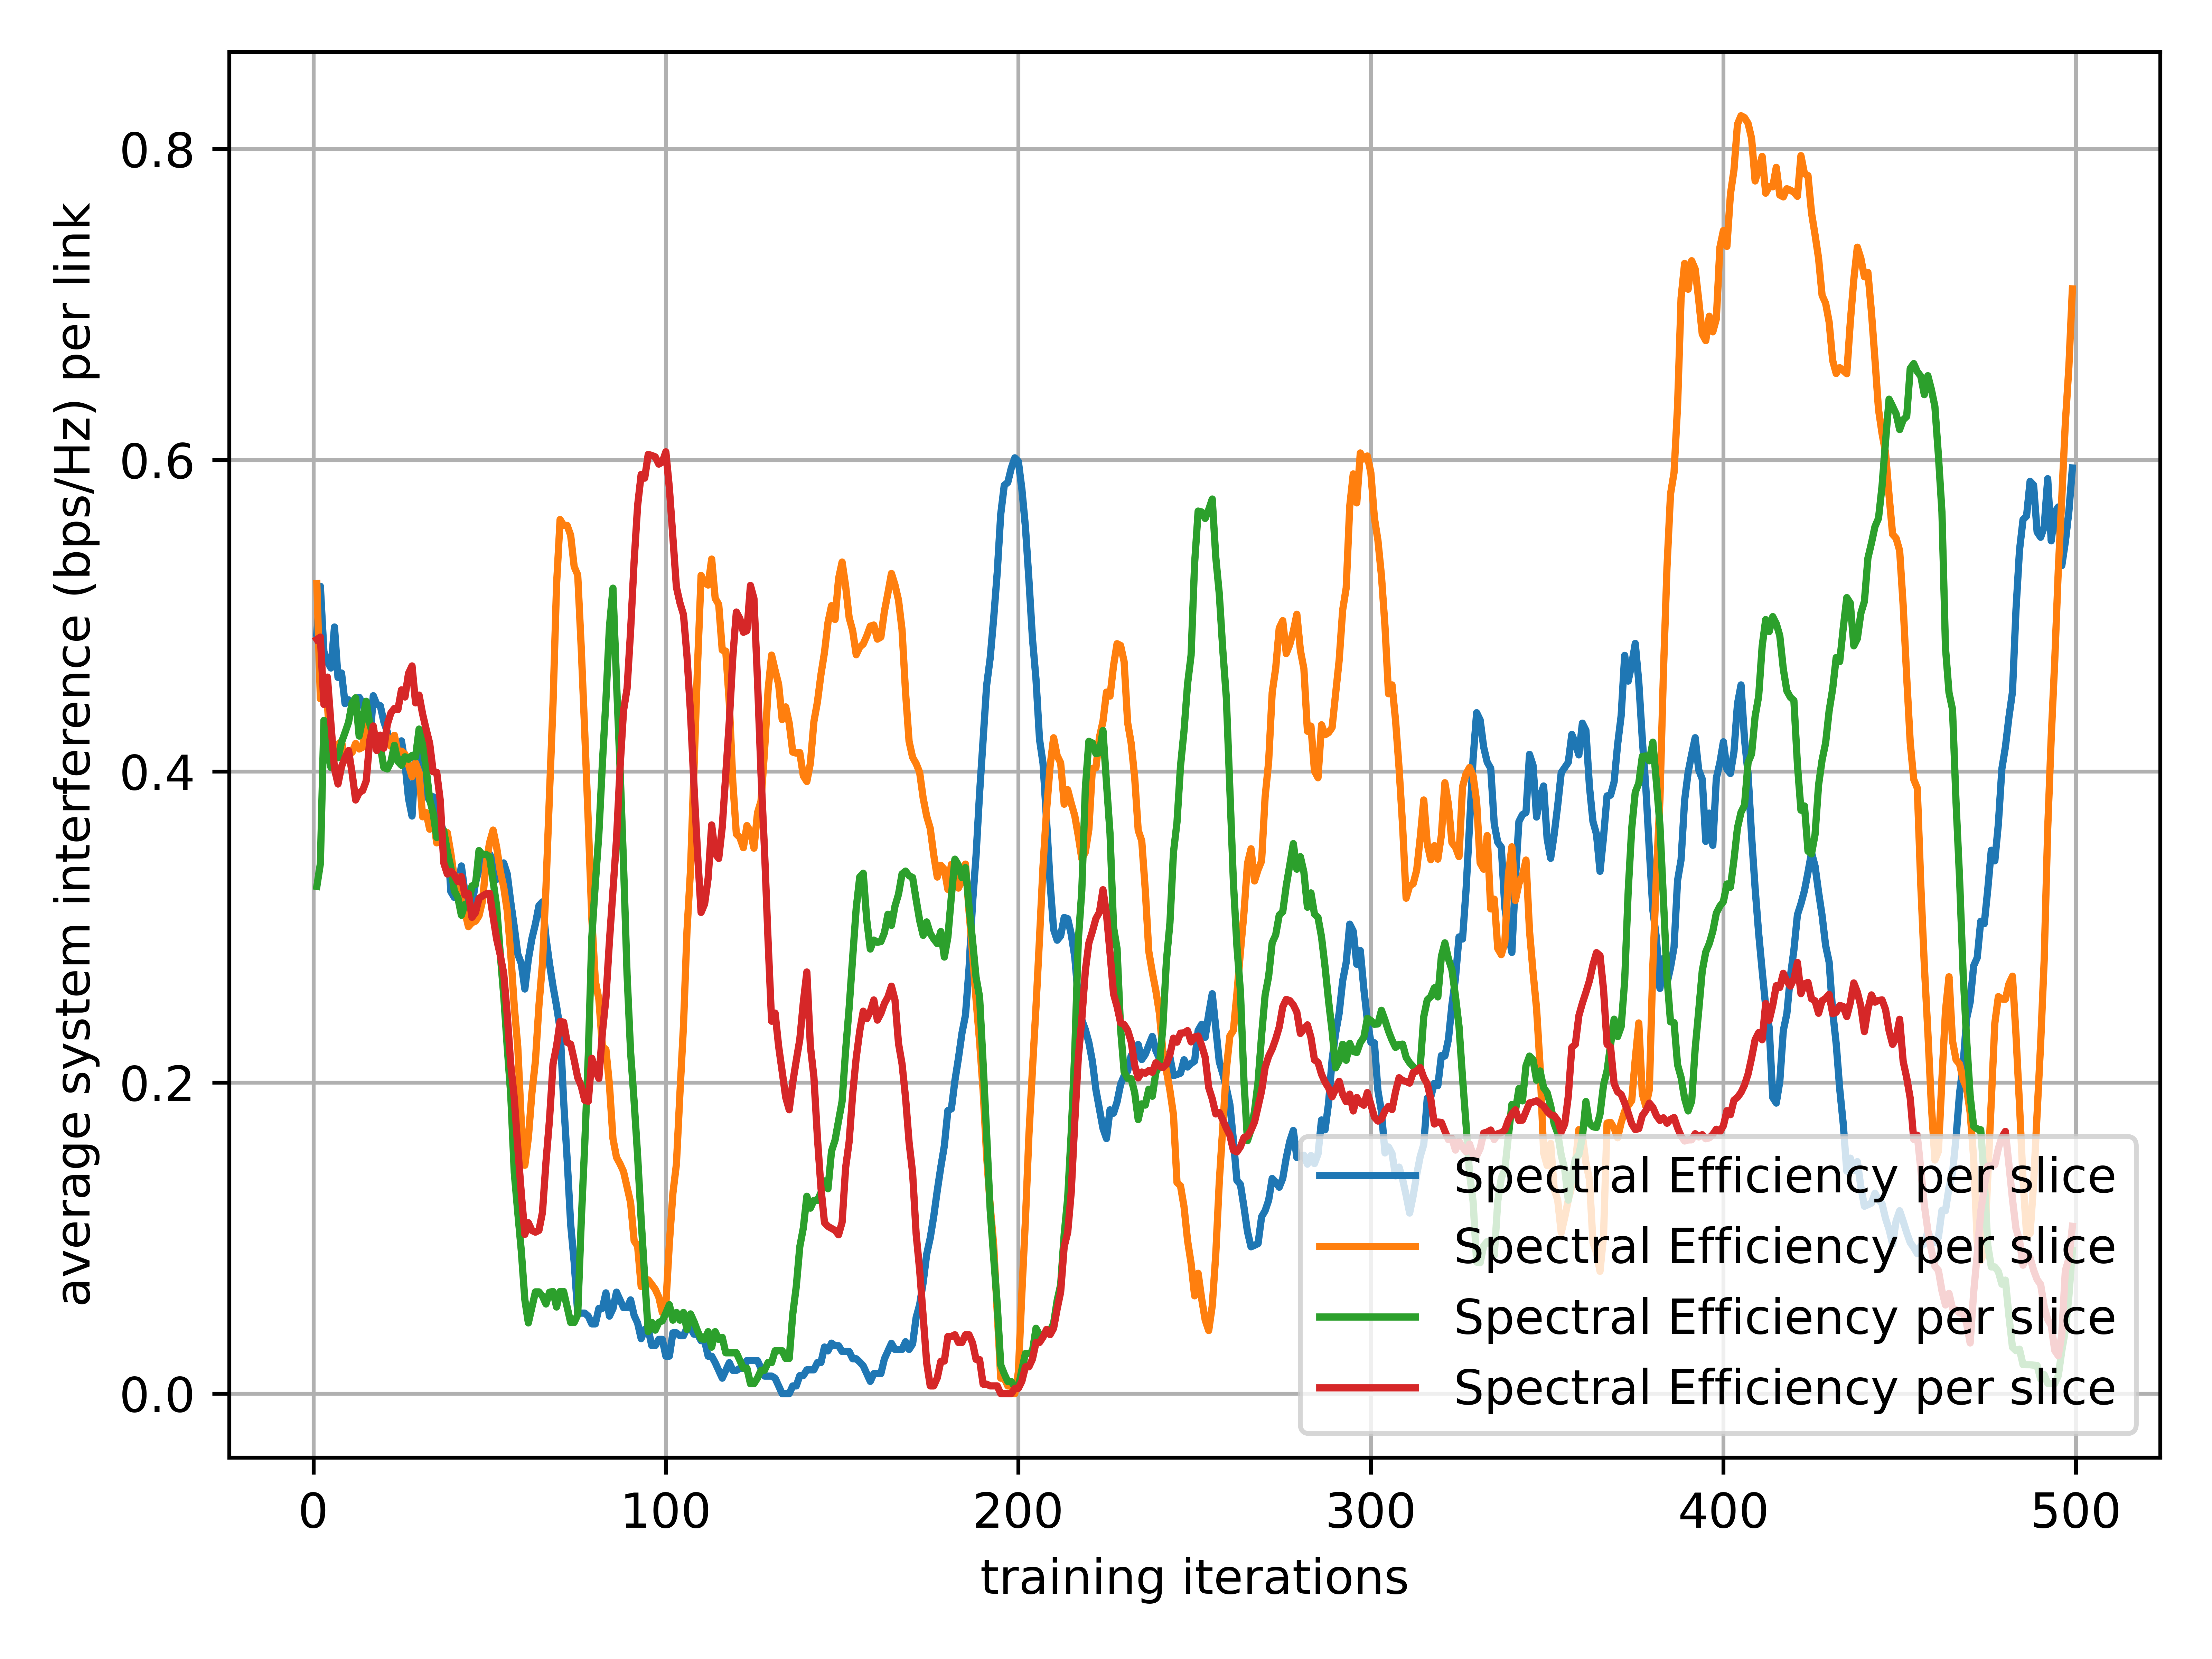 average system interference (bps/Hz) per link
0.8
0.6
0.4
0.2
0.0
0 100 200 300 400 500
training iterations
Spectral Efficiency per slice
Spectral Efficiency per slice
Spectral Efficiency per slice
Spectral Efficiency per slice